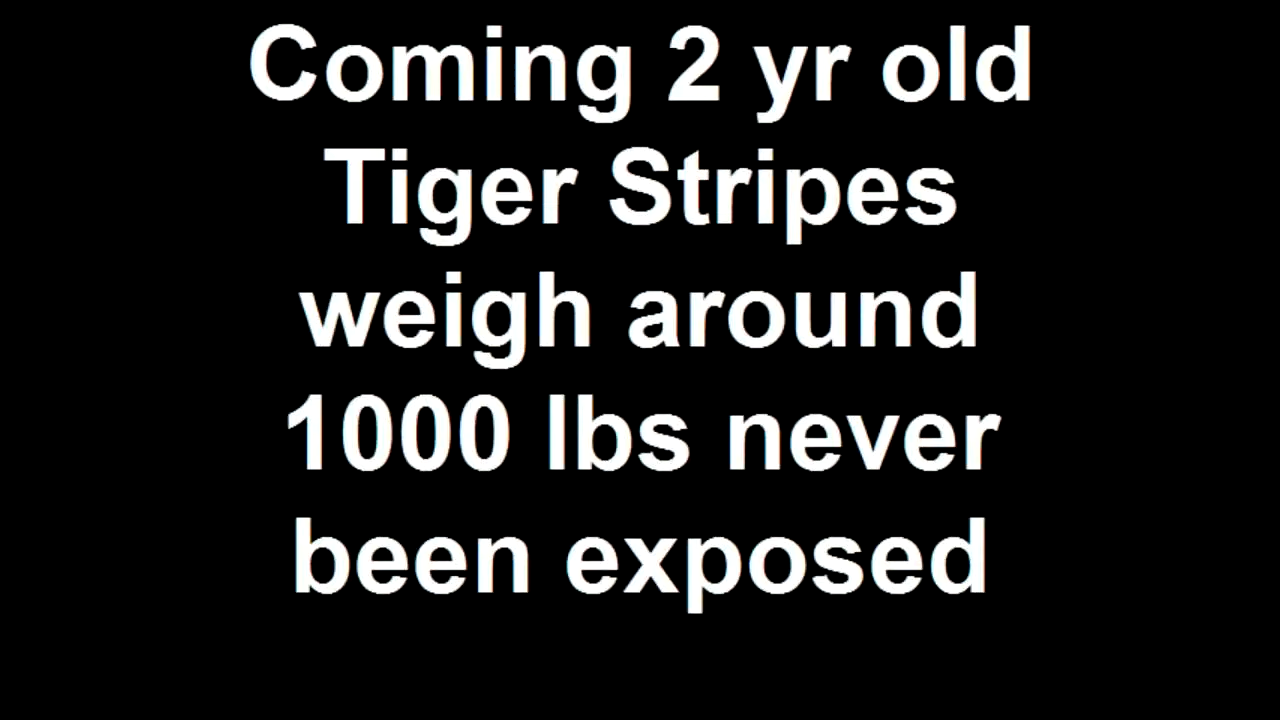 Coming 2 yr old
Tiger Stripes
weigh around
1000 lbs never
been exposed